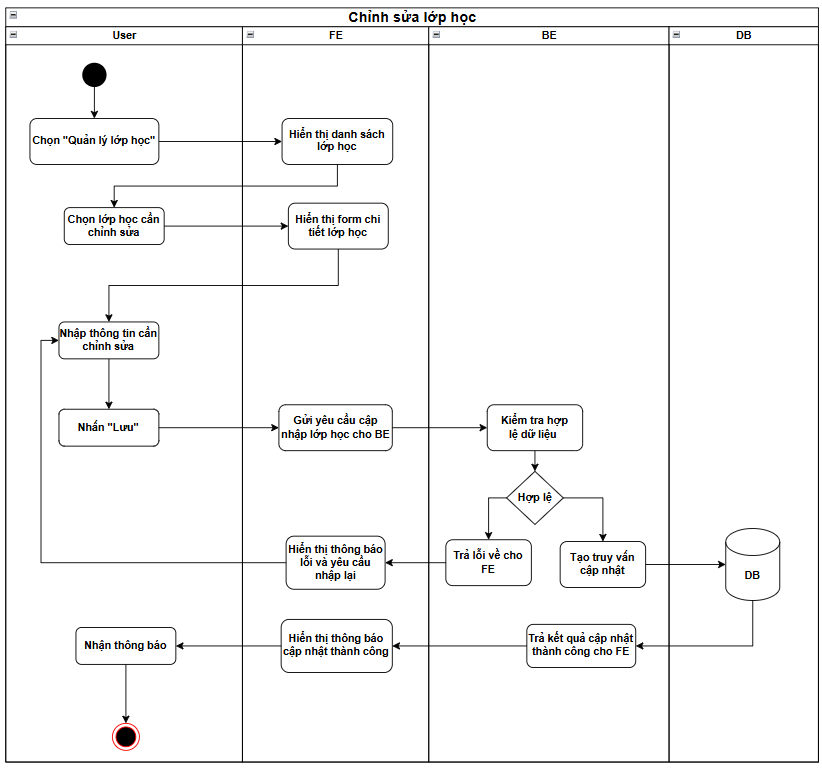 Chỉnh sửa lớp học
User
FE
BE
DB
Chọn "Quản lý lớp học"
Hiển thị danh sách
lớp học
Chọn lớp học cần
chỉnh sửa
Hiển thị form chi
tiết lớp học
Nhập thông tin cần
chỉnh sửa
Nhấn "Lưu"
Gửi yêu cầu cập
nhập lớp học cho BE
Kiểm tra hợp
lệ dữ liệu
Hợp lệ
Hiển thị thông báo
lỗi và yêu cầu
nhập lại
Trả lỗi về cho
FE
Tạo truy vấn
cập nhật
DB
Nhận thông báo
Hiển thị thông báo
cập nhật thành công
Trả kết quả cập nhật
thành công cho FE